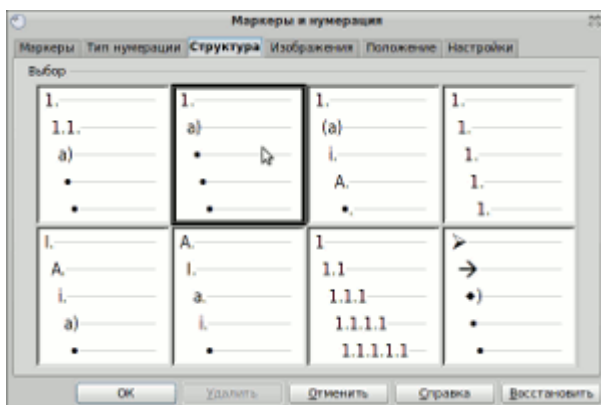 Маркеры и нумерация
Маркеры Тип нумерации Структура Изображения Положение Настройки
Выбор
1. 1. 1. 1.
1.1. a) (a) 1.
a) • i. 1.
• • A. 1.
• • •. 1.
I. A. 1 ➢
A. I. 1.1 →
i. a. 1.1.1 •)
a) i. 1.1.1.1 •
• • 1.1.1.1.1 •
OK Удалить Отменить Справка Восстановить